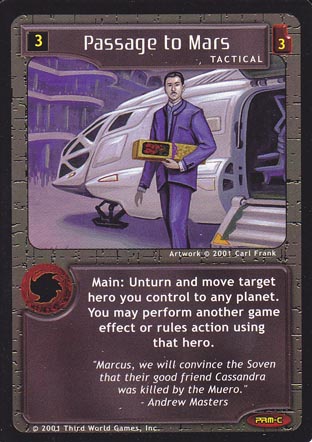 3
Passage to Mars
3
TACTICAL
Artwork © 2001 Carl Frank
Main: Unturn and move target
hero you control to any planet.
You may perform another game
effect or rules action using
that hero.
"Marcus, we will convince the Soven
that their good friend Cassandra
was killed by the Muero."
- Andrew Masters
© 2001 Third World Games, Inc.
PRM-C